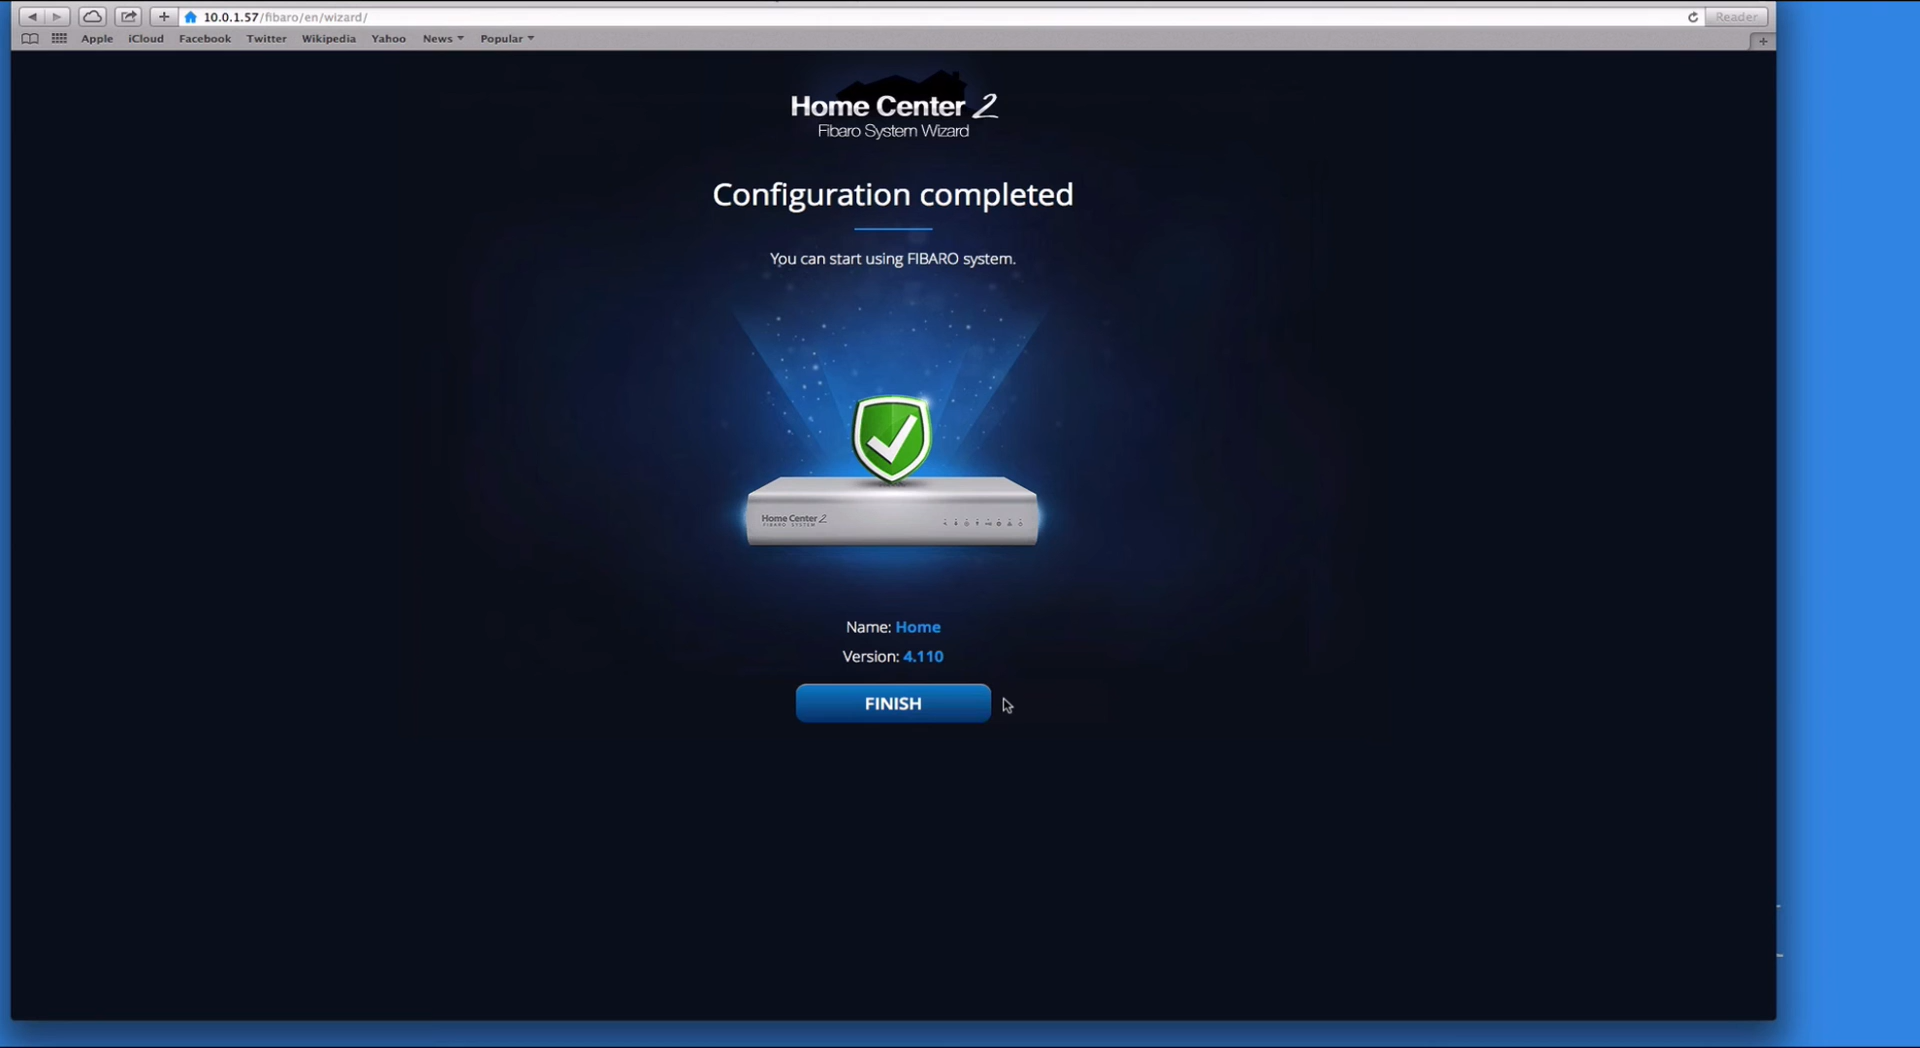 10.0.1.57/fibaro/en/wizard/
Reader
Apple iCloud Facebook Twitter Wikipedia Yahoo News Popular
Home Center 2
Fibaro System Wizard
Configuration completed
You can start using FIBARO system.
Home Center 2
FIBARO SYSTEM
Name: Home
Version: 4.110
FINISH